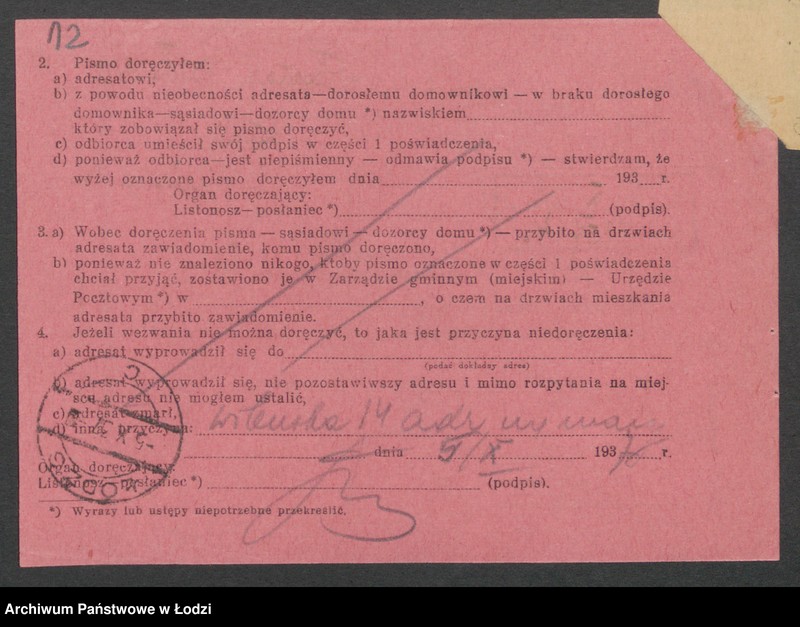 12
2. Pismo doręczyłem:
a) adresatowi,
b) z powodu nieobecności adresata—dorosłemu domownikowi — w braku dorosłego
domownika—sąsiadowi—dozorcy domu *) nazwiskiem
który zobowiązał się pismo doręczyć,
c) odbiorca umieścił swój podpis w części 1 poświadczenia,
d) ponieważ odbiorca—jest niepiśmienny — odmawia podpisu *) — stwierdzam, że
wyżej oznaczone pismo doręczyłem dnia 193 r.
Organ doręczający:
Listonosz—posłaniec *) (podpis).
3. a) Wobec doręczenia pisma — sąsiadowi — dozorcy domu *) — przybito na drzwiach
adresata zawiadomienie, komu pismo doręczono,
b) ponieważ nie znaleziono nikogo, ktoby pismo oznaczone w części 1 poświadczenia
chciał przyjąć, zostawiono je w Zarządzie gminnym (miejskim) — Urzędzie
Pocztowym *) w , o czem na drzwiach mieszkania
adresata przybito zawiadomienie.
4. Jeżeli wezwania nie można doręczyć, to jaka jest przyczyna niedoręczenia:
a) adresat wyprowadził się do
(podać dokładny adres)
b) adresat wyprowadził się, nie pozostawiwszy adresu i mimo rozpytania na miej-
scu adresu nie mogłem ustalić,
c) adresat zmarł,
d) inna przyczyna: wileńska 14 adr
dnia 5/X 193 r.
Organ doręczający:
Listonosz—posłaniec *) (podpis).
*) Wyrazy lub ustępy niepotrzebne przekreślić.
Archiwum Państwowe w Łodzi